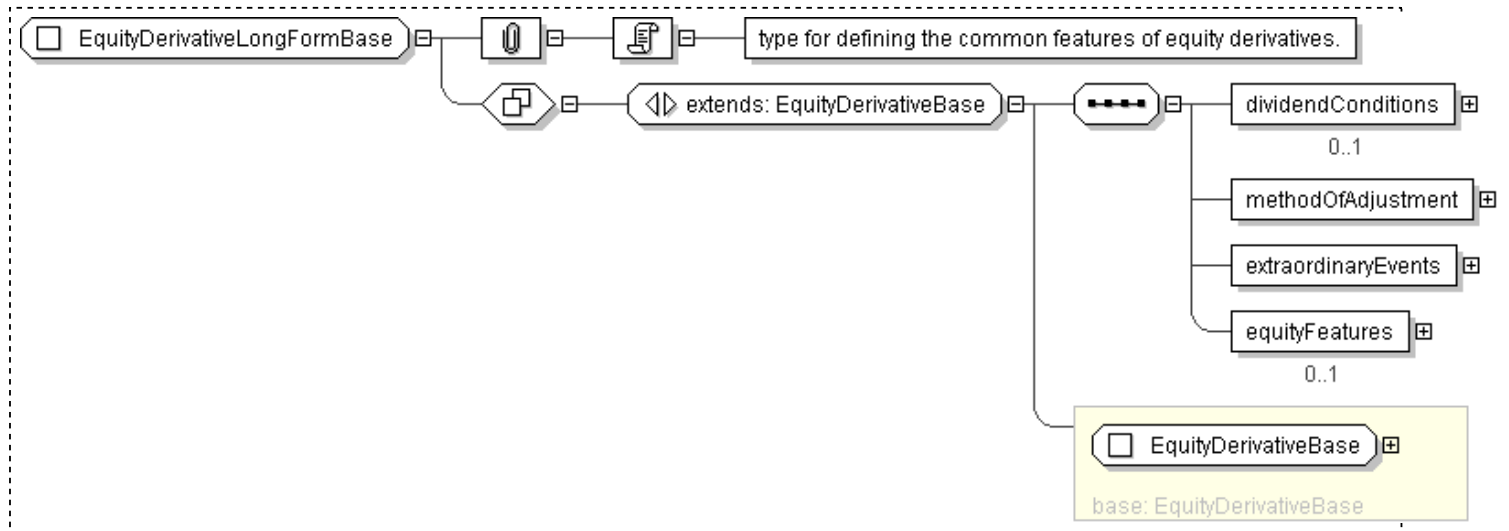 EquityDerivativeLongFormBase
type for defining the common features of equity derivatives.
extends: EquityDerivativeBase
dividendConditions
0..1
methodOfAdjustment
extraordinaryEvents
equityFeatures
0..1
EquityDerivativeBase
base: EquityDerivativeBase